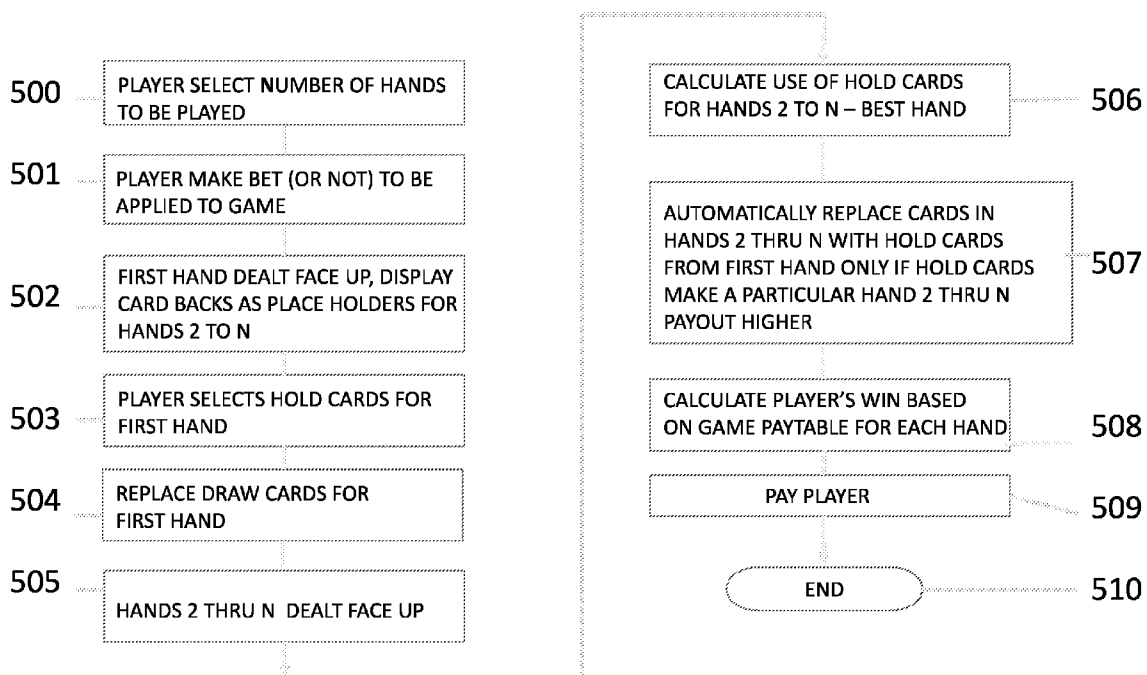 500
PLAYER SELECT NUMBER OF HANDS
TO BE PLAYED
501
PLAYER MAKE BET (OR NOT) TO BE
APPLIED TO GAME
502
FIRST HAND DEALT FACE UP, DISPLAY
CARD BACKS AS PLACE HOLDERS FOR
HANDS 2 TO N
503
PLAYER SELECTS HOLD CARDS FOR
FIRST HAND
504
REPLACE DRAW CARDS FOR
FIRST HAND
505
HANDS 2 THRU N DEALT FACE UP
CALCULATE USE OF HOLD CARDS
FOR HANDS 2 TO N – BEST HAND
506
AUTOMATICALLY REPLACE CARDS IN
HANDS 2 THRU N WITH HOLD CARDS
FROM FIRST HAND ONLY IF HOLD CARDS
MAKE A PARTICULAR HAND 2 THRU N
PAYOUT HIGHER
507
CALCULATE PLAYER'S WIN BASED
ON GAME PAYTABLE FOR EACH HAND
508
PAY PLAYER
509
END
510